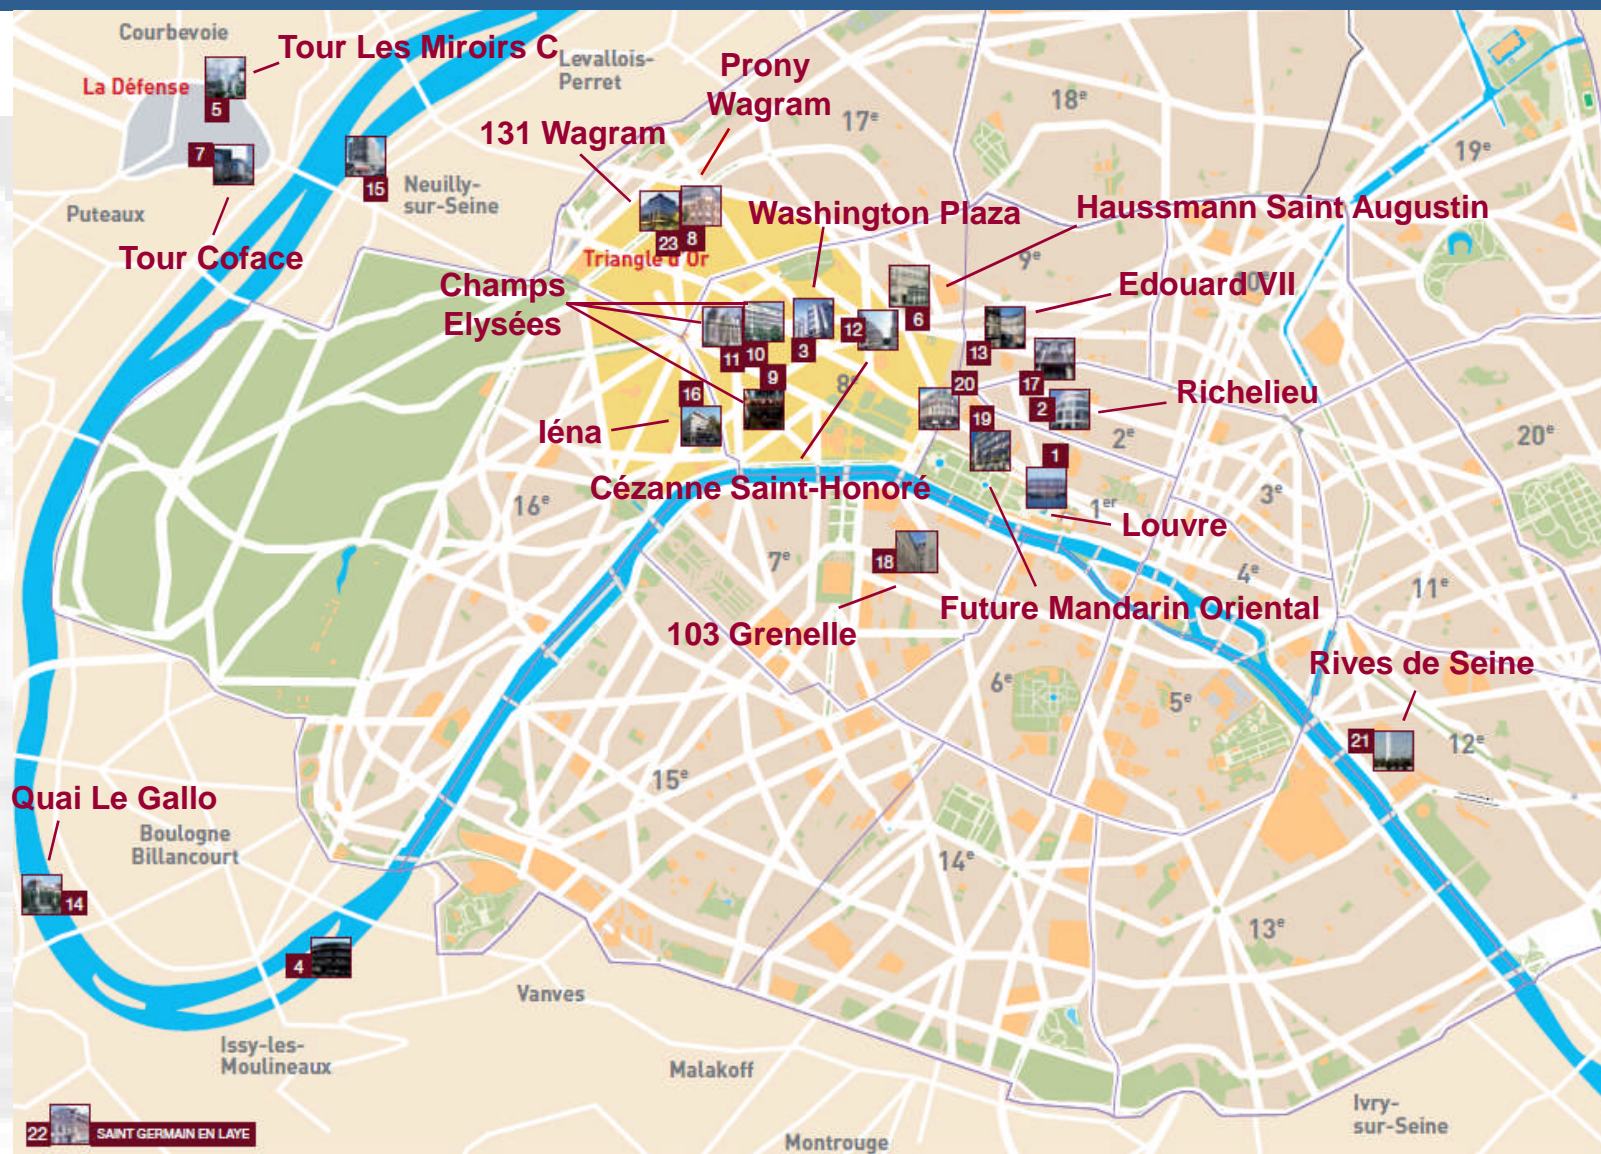 Courbevoie
Tour Les Miroirs C
Levallois-
Perret
Prony
Wagram
La Défense
5
18e
17e
131 Wagram
19e
7
15
Neuilly-
sur-Seine
Puteaux
Washington Plaza
Haussmann Saint Augustin
23
8
Tour Coface
Triangle d'Or
9e
10e
Champs
Elysées
Edouard VII
6
12
11
10
3
13
9
8e
20
17
16
2
Richelieu
19
Iéna
2e
20e
1
Cézanne Saint-Honoré
16e
3e
1er
Louvre
7e
18
4e
11e
Future Mandarin Oriental
103 Grenelle
Rives de Seine
6e
5e
21
12e
15e
Quai Le Gallo
Boulogne
Billancourt
14e
14
13e
4
Vanves
Issy-les-
Moulineaux
Malakoff
Ivry-
sur-Seine
22
SAINT GERMAIN EN LAYE
Montrouge